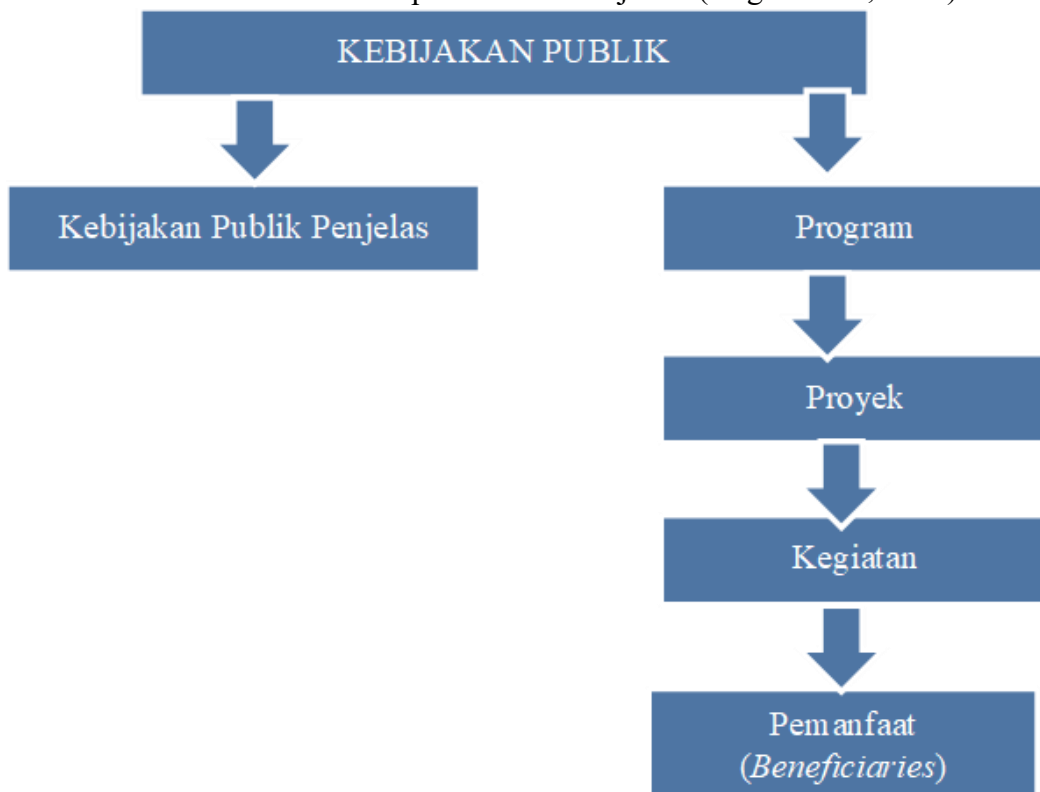 KEBIJAKAN PUBLIK
Kebijakan Publik Penjelas
Program
Proyek
Kegiatan
Pemanfaat
(Beneficiaries)